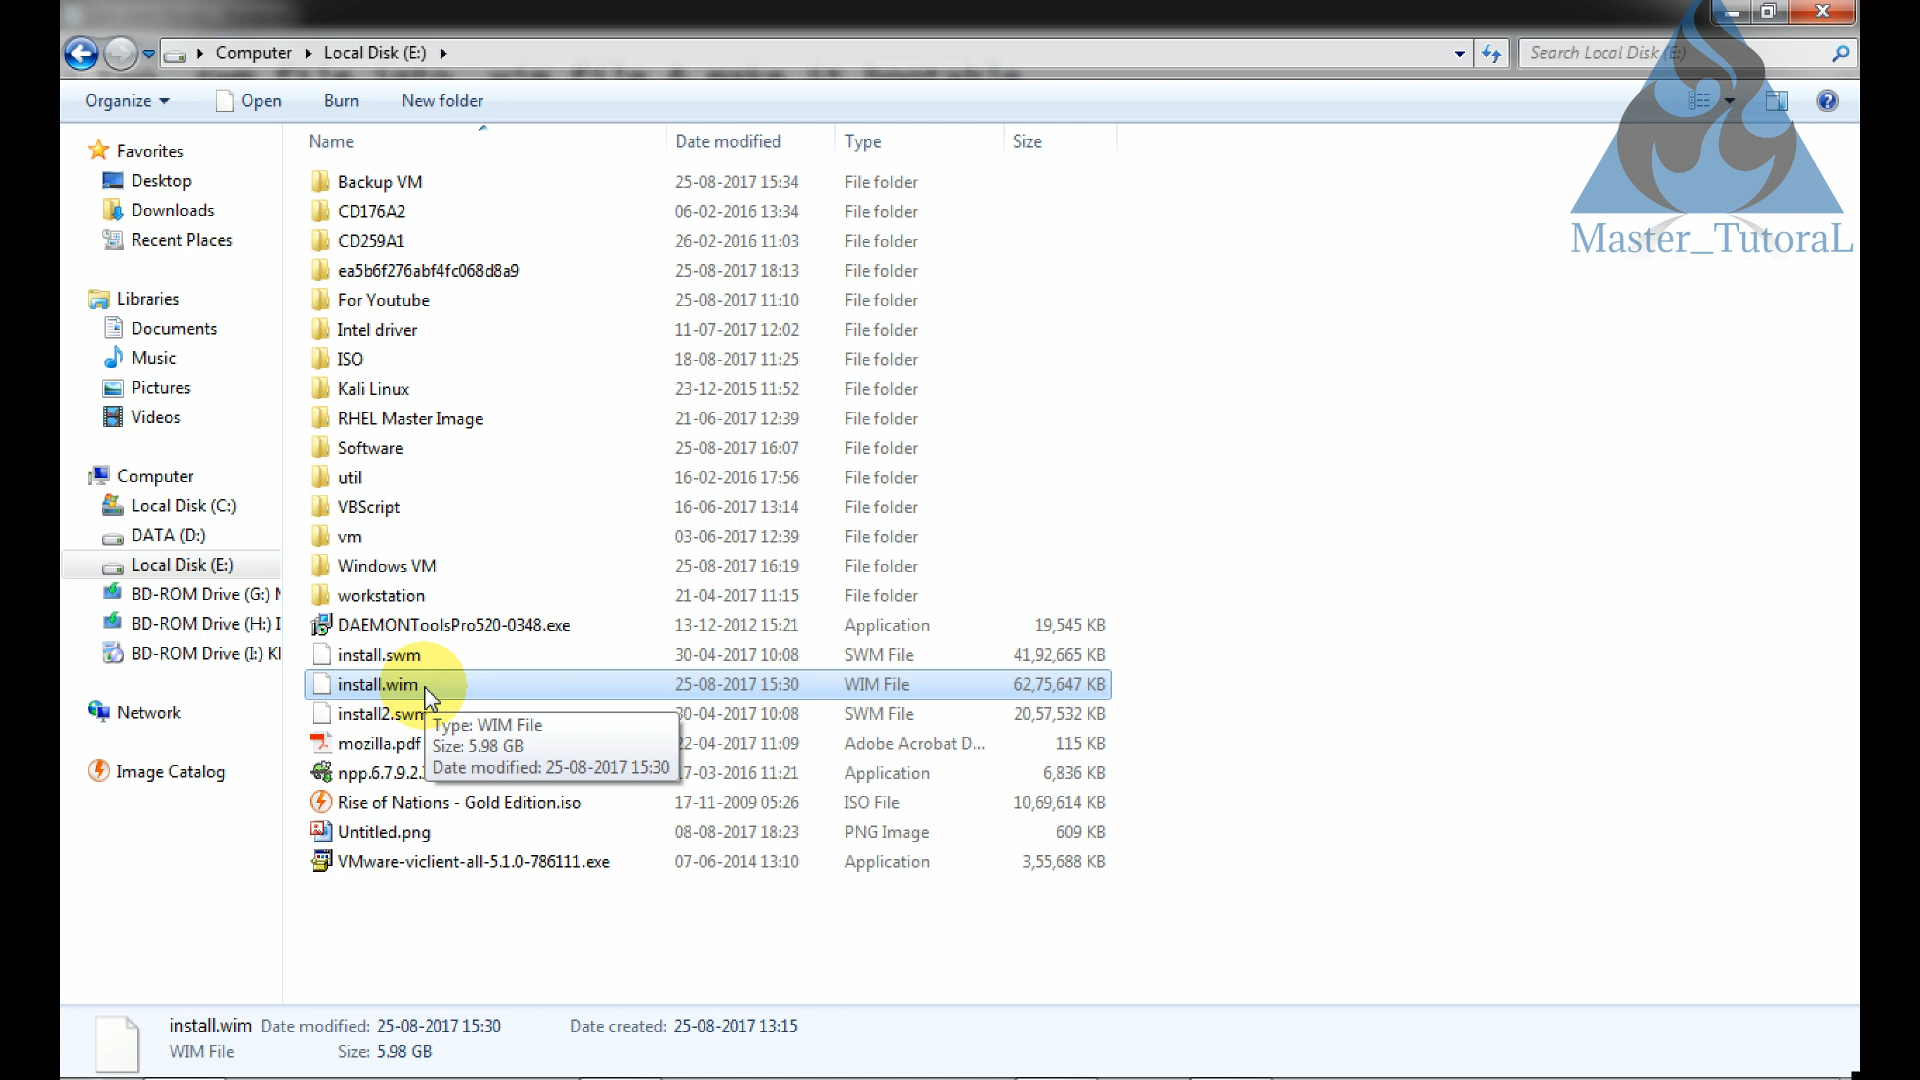 Computer Local Disk (E:)
Search Local Disk (E:)
Organize Open Burn New folder
Name Date modified Type Size
Favorites
Desktop
Downloads
Recent Places
Libraries
Documents
Music
Pictures
Videos
Computer
Local Disk (C:)
DATA (D:)
Local Disk (E:)
BD-ROM Drive (G:)
BD-ROM Drive (H:) I
BD-ROM Drive (I:) KI
Network
Image Catalog
Backup VM 25-08-2017 15:34 File folder
CD176A2 06-02-2016 13:34 File folder
CD259A1 26-02-2016 11:03 File folder
ea5b6f276abf4fc068d8a9 25-08-2017 18:13 File folder
For Youtube 25-08-2017 11:10 File folder
Intel driver 11-07-2017 12:02 File folder
ISO 18-08-2017 11:25 File folder
Kali Linux 23-12-2015 11:52 File folder
RHEL Master Image 21-06-2017 12:39 File folder
Software 25-08-2017 16:07 File folder
util 16-02-2016 17:56 File folder
VBScript 16-06-2017 13:14 File folder
vm 03-06-2017 12:39 File folder
Windows VM 25-08-2017 16:19 File folder
workstation 21-04-2017 11:15 File folder
DAEMONToolsPro520-0348.exe 13-12-2012 15:21 Application 19,545 KB
install.swm 30-04-2017 10:08 SWM File 41,92,665 KB
install.wim 25-08-2017 15:30 WIM File 62,75,647 KB
install2.swm 30-04-2017 10:08 SWM File 20,57,532 KB
mozilla.pdf 22-04-2017 11:09 Adobe Acrobat D... 115 KB
npp.6.7.9.2. 17-03-2016 11:21 Application 6,836 KB
Rise of Nations - Gold Edition.iso 17-11-2009 05:26 ISO File 10,69,614 KB
Untitled.png 08-08-2017 18:23 PNG Image 609 KB
VMware-viclient-all-5.1.0-786111.exe 07-06-2014 13:10 Application 3,55,688 KB
Type: WIM File
Size: 5.98 GB
Date modified: 25-08-2017 15:30
Master_TutoraL
install.wim Date modified: 25-08-2017 15:30 Date created: 25-08-2017 13:15
WIM File Size: 5.98 GB